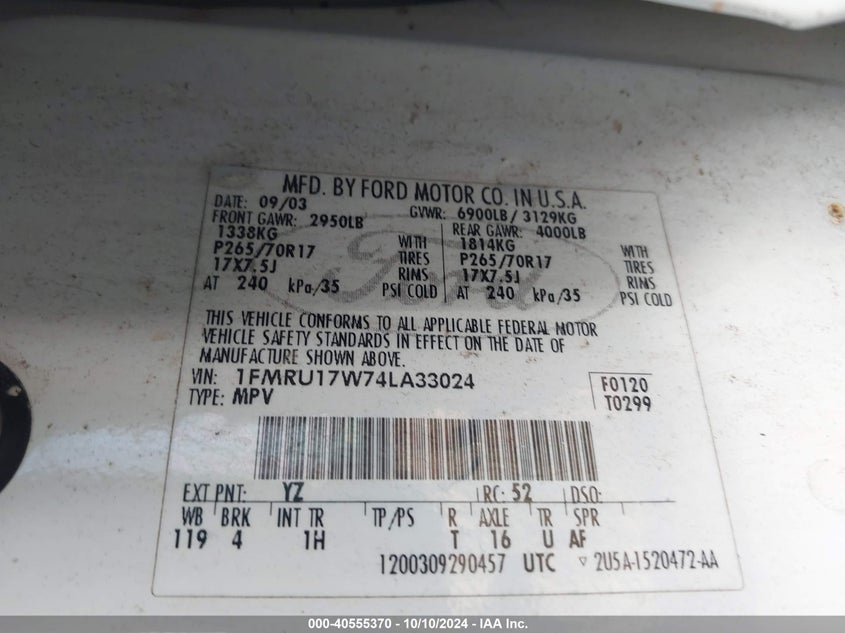 MFD. BY FORD MOTOR CO. IN U.S.A.
DATE: 09/03 GVWR: 6900LB/3129KG
FRONT GAWR: 2950LB REAR GAWR: 4000LB
1338KG WITH 1814KG WITH
P265/70R17 TIRES P265/70R17 TIRES
17X7.5J RIMS 17X7.5J RIMS
AT 240 kPa/35 PSI COLD AT 240 kPa/35 PSI COLD
Ford
THIS VEHICLE CONFORMS TO ALL APPLICABLE FEDERAL MOTOR
VEHICLE SAFETY STANDARDS IN EFFECT ON THE DATE OF
MANUFACTURE SHOWN ABOVE.
VIN: 1FMRU17W74LA33024 F0120
TYPE: MPV T0299
EXT PNT: YZ RC: 52 DSO:
WB BRK INT TR TP/PS R AXLE TR SPR
119 4 1H T 16 U AF
1200309290457 UTC ▽ 2U5A-1520472-AA
000-40555370 - 10/10/2024 - IAA Inc.